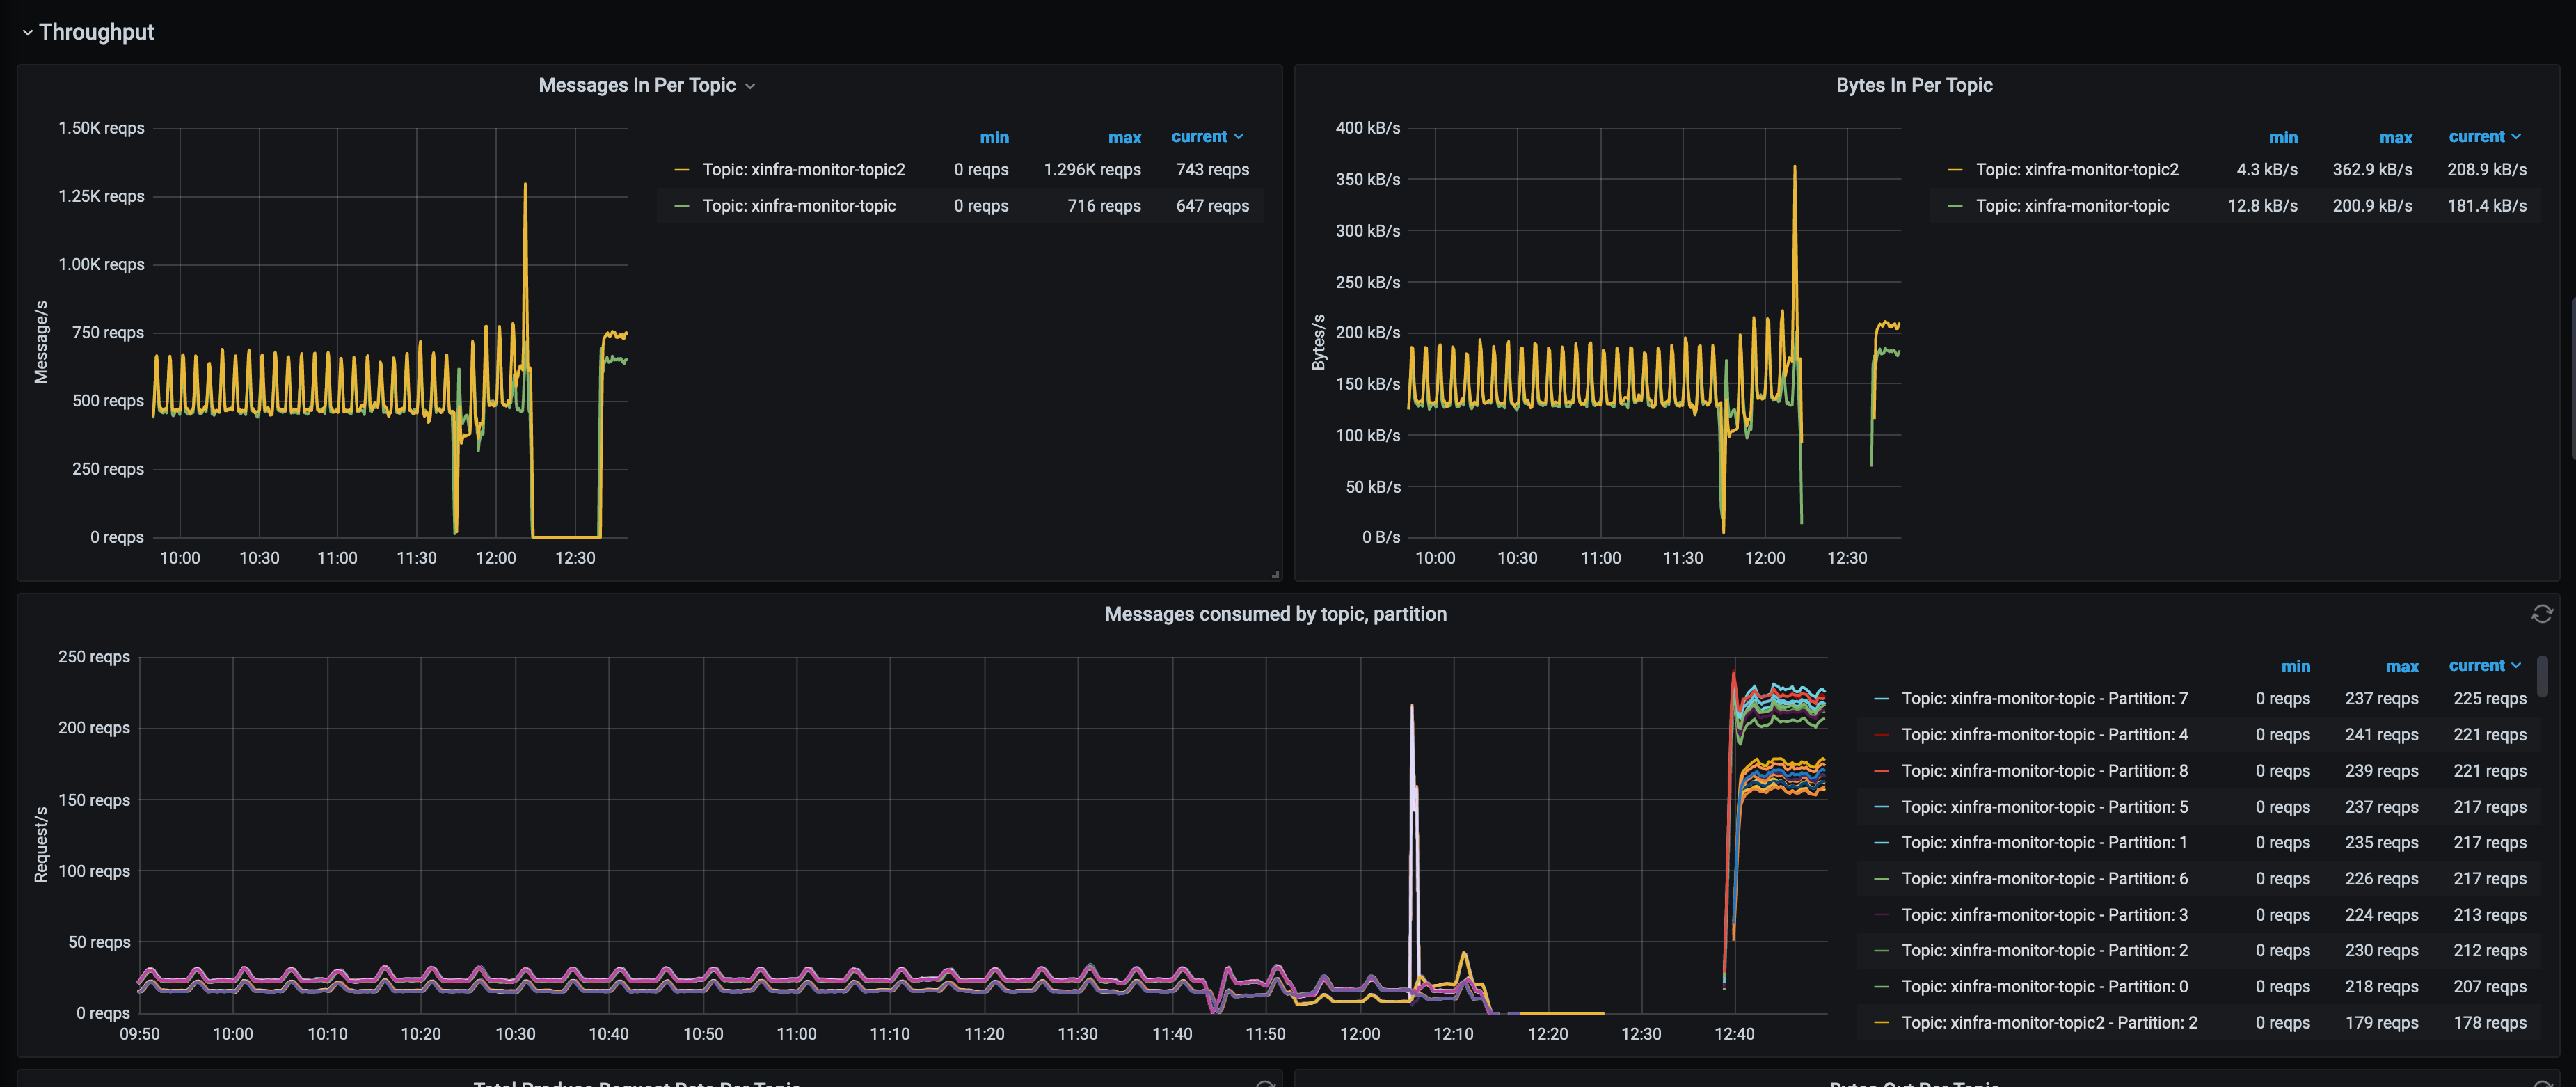 Throughput
Messages In Per Topic
1.50K reqps
1.25K reqps
1.00K reqps
750 reqps
500 reqps
250 reqps
0 reqps
Message/s
10:00 10:30 11:00 11:30 12:00 12:30
min max current
Topic: xinfra-monitor-topic2 0 reqps 1.296K reqps 743 reqps
Topic: xinfra-monitor-topic 0 reqps 716 reqps 647 reqps
Bytes In Per Topic
400 kB/s
350 kB/s
300 kB/s
250 kB/s
200 kB/s
150 kB/s
100 kB/s
50 kB/s
0 B/s
Bytes/s
10:00 10:30 11:00 11:30 12:00 12:30
min max current
Topic: xinfra-monitor-topic2 4.3 kB/s 362.9 kB/s 208.9 kB/s
Topic: xinfra-monitor-topic 12.8 kB/s 200.9 kB/s 181.4 kB/s
Messages consumed by topic, partition
250 reqps
200 reqps
150 reqps
100 reqps
50 reqps
0 reqps
Request/s
09:50 10:00 10:10 10:20 10:30 10:40 10:50 11:00 11:10 11:20 11:30 11:40 11:50 12:00 12:10 12:20 12:30 12:40
min max current
Topic: xinfra-monitor-topic - Partition: 7 0 reqps 237 reqps 225 reqps
Topic: xinfra-monitor-topic - Partition: 4 0 reqps 241 reqps 221 reqps
Topic: xinfra-monitor-topic - Partition: 8 0 reqps 239 reqps 221 reqps
Topic: xinfra-monitor-topic - Partition: 5 0 reqps 237 reqps 217 reqps
Topic: xinfra-monitor-topic - Partition: 1 0 reqps 235 reqps 217 reqps
Topic: xinfra-monitor-topic - Partition: 6 0 reqps 226 reqps 217 reqps
Topic: xinfra-monitor-topic - Partition: 3 0 reqps 224 reqps 213 reqps
Topic: xinfra-monitor-topic - Partition: 2 0 reqps 230 reqps 212 reqps
Topic: xinfra-monitor-topic - Partition: 0 0 reqps 218 reqps 207 reqps
Topic: xinfra-monitor-topic2 - Partition: 2 0 reqps 179 reqps 178 reqps
Total Produce Request Rate Per Topic
Bytes Out Per Topic